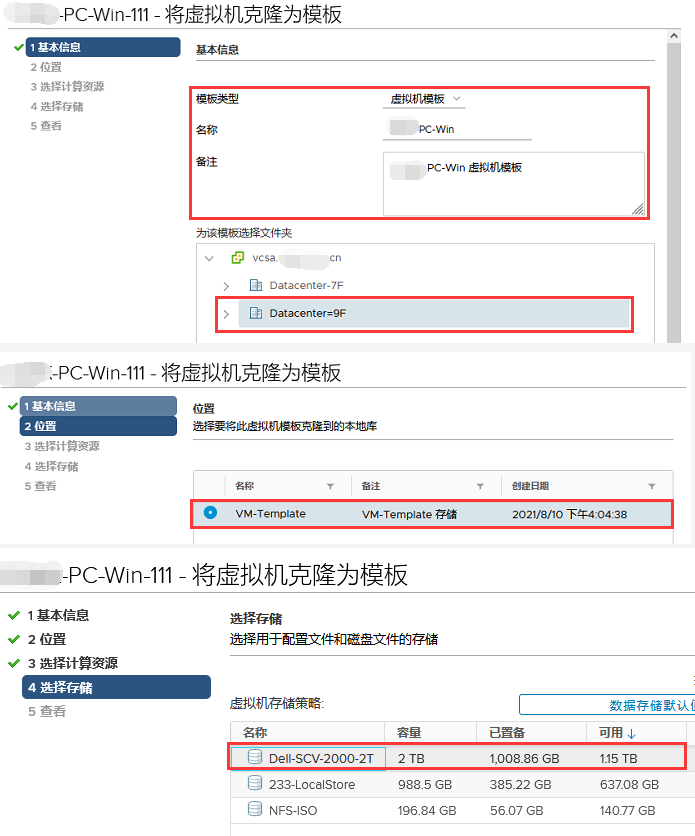 -PC-Win-111 - 将虚拟机克隆为模板
1 基本信息
2 位置
3 选择计算资源
4 选择存储
5 查看
基本信息
模板类型 虚拟机模板
名称 PC-Win
备注 PC-Win 虚拟机模板
为该模板选择文件夹
vcsa. cn
Datacenter-7F
Datacenter=9F
-PC-Win-111 - 将虚拟机克隆为模板
1 基本信息
2 位置
3 选择计算资源
4 选择存储
5 查看
位置
选择要将此虚拟机模板克隆到的本地库
名称 备注 创建日期
VM-Template VM-Template 存储 2021/8/10 下午4:04:38
-PC-Win-111 - 将虚拟机克隆为模板
1 基本信息
2 位置
3 选择计算资源
4 选择存储
5 查看
选择存储
选择用于配置文件和磁盘文件的存储
虚拟机存储策略: 数据存储默认
名称 容量 已置备 可用 ↓
Dell-SCV-2000-2T 2 TB 1,008.86 GB 1.15 TB
233-LocalStore 988.5 GB 385.22 GB 637.08 GB
NFS-ISO 196.84 GB 56.07 GB 140.77 GB